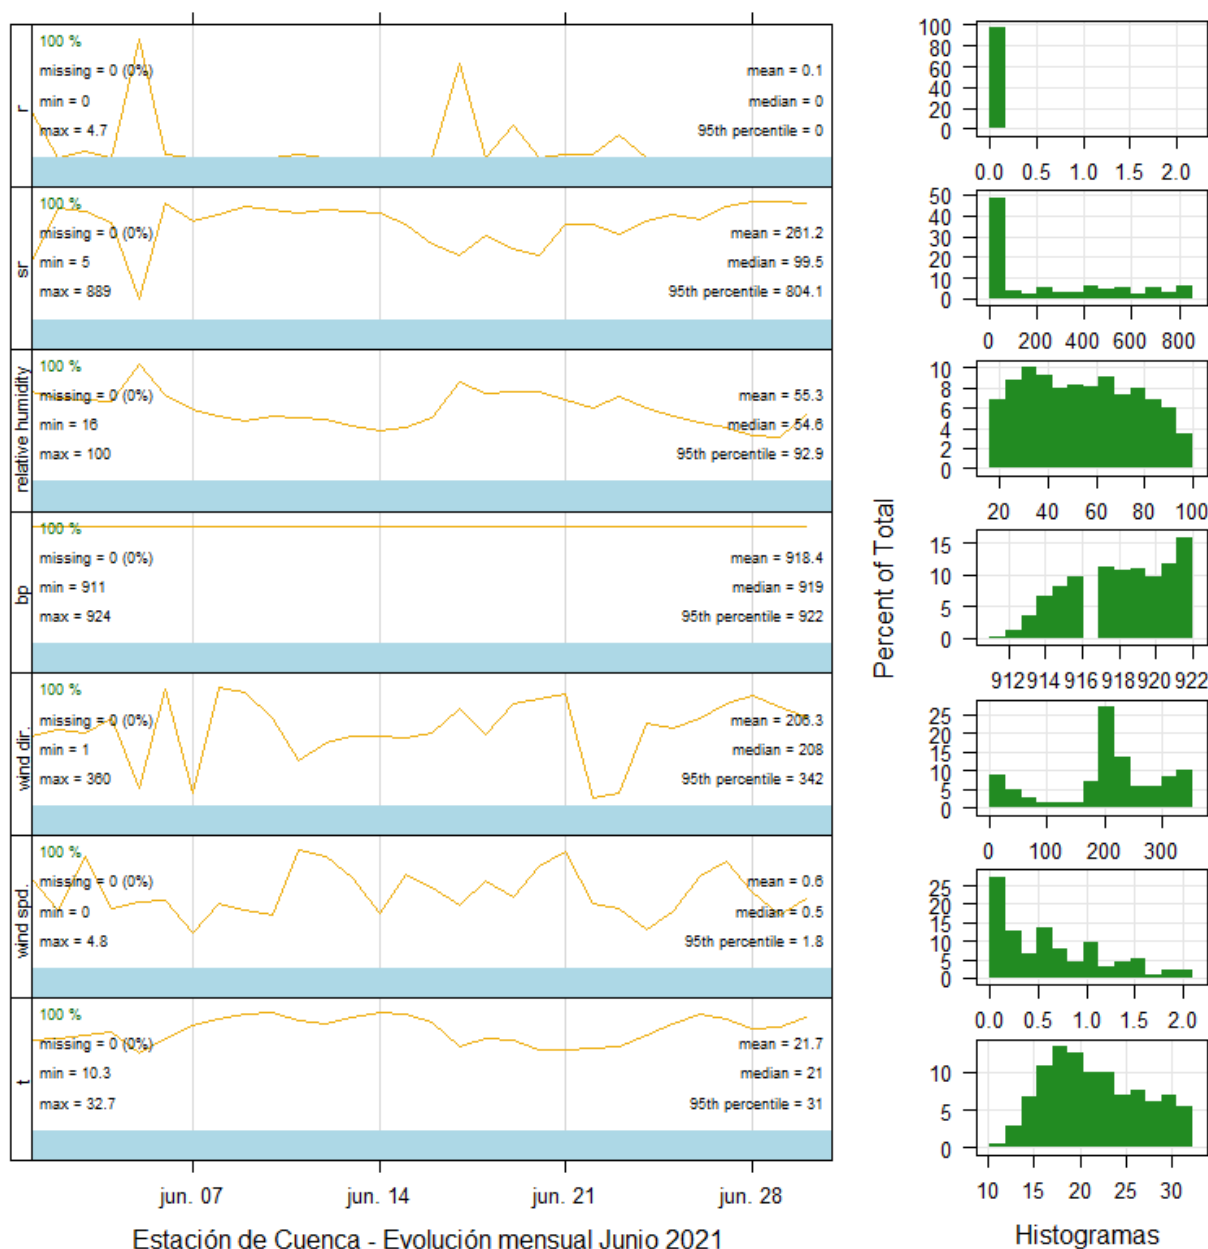 r
100 %
missing = 0 (0%)
min = 0
max = 4.7
mean = 0.1
median = 0
95th percentile = 0
sr
100 %
missing = 0 (0%)
min = 5
max = 889
mean = 261.2
median = 99.5
95th percentile = 804.1
relative humidity
100 %
missing = 0 (0%)
min = 16
max = 100
mean = 55.3
median = 54.6
95th percentile = 92.9
bp
100 %
missing = 0 (0%)
min = 911
max = 924
mean = 918.4
median = 919
95th percentile = 922
wind dir.
100 %
missing = 0 (0%)
min = 1
max = 360
mean = 206.3
median = 208
95th percentile = 342
wind spd.
100 %
missing = 0 (0%)
min = 0
max = 4.8
mean = 0.6
median = 0.5
95th percentile = 1.8
t
100 %
missing = 0 (0%)
min = 10.3
max = 32.7
mean = 21.7
median = 21
95th percentile = 31
jun. 07 jun. 14 jun. 21 jun. 28
Estación de Cuenca - Evolución mensual Junio 2021
Percent of Total
100
80
60
40
20
0
0.0 0.5 1.0 1.5 2.0
50
40
30
20
10
0
0 200 400 600 800
10
8
6
4
2
0
20 40 60 80 100
15
10
5
0
912 914 916 918 920 922
25
20
15
10
5
0
0 100 200 300
25
20
15
10
5
0
0.0 0.5 1.0 1.5 2.0
10
5
0
10 15 20 25 30
Histogramas